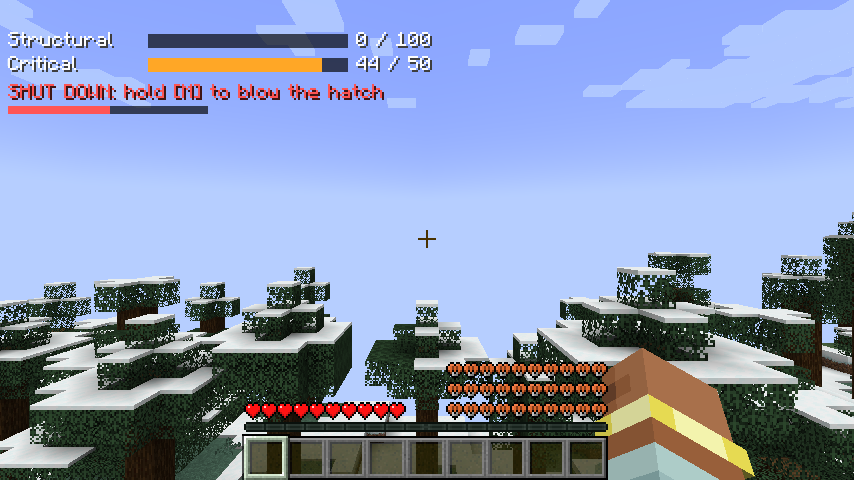 Structural 0 / 100
Critical 44 / 50
SHUT DOWN: hold [M] to blow the hatch